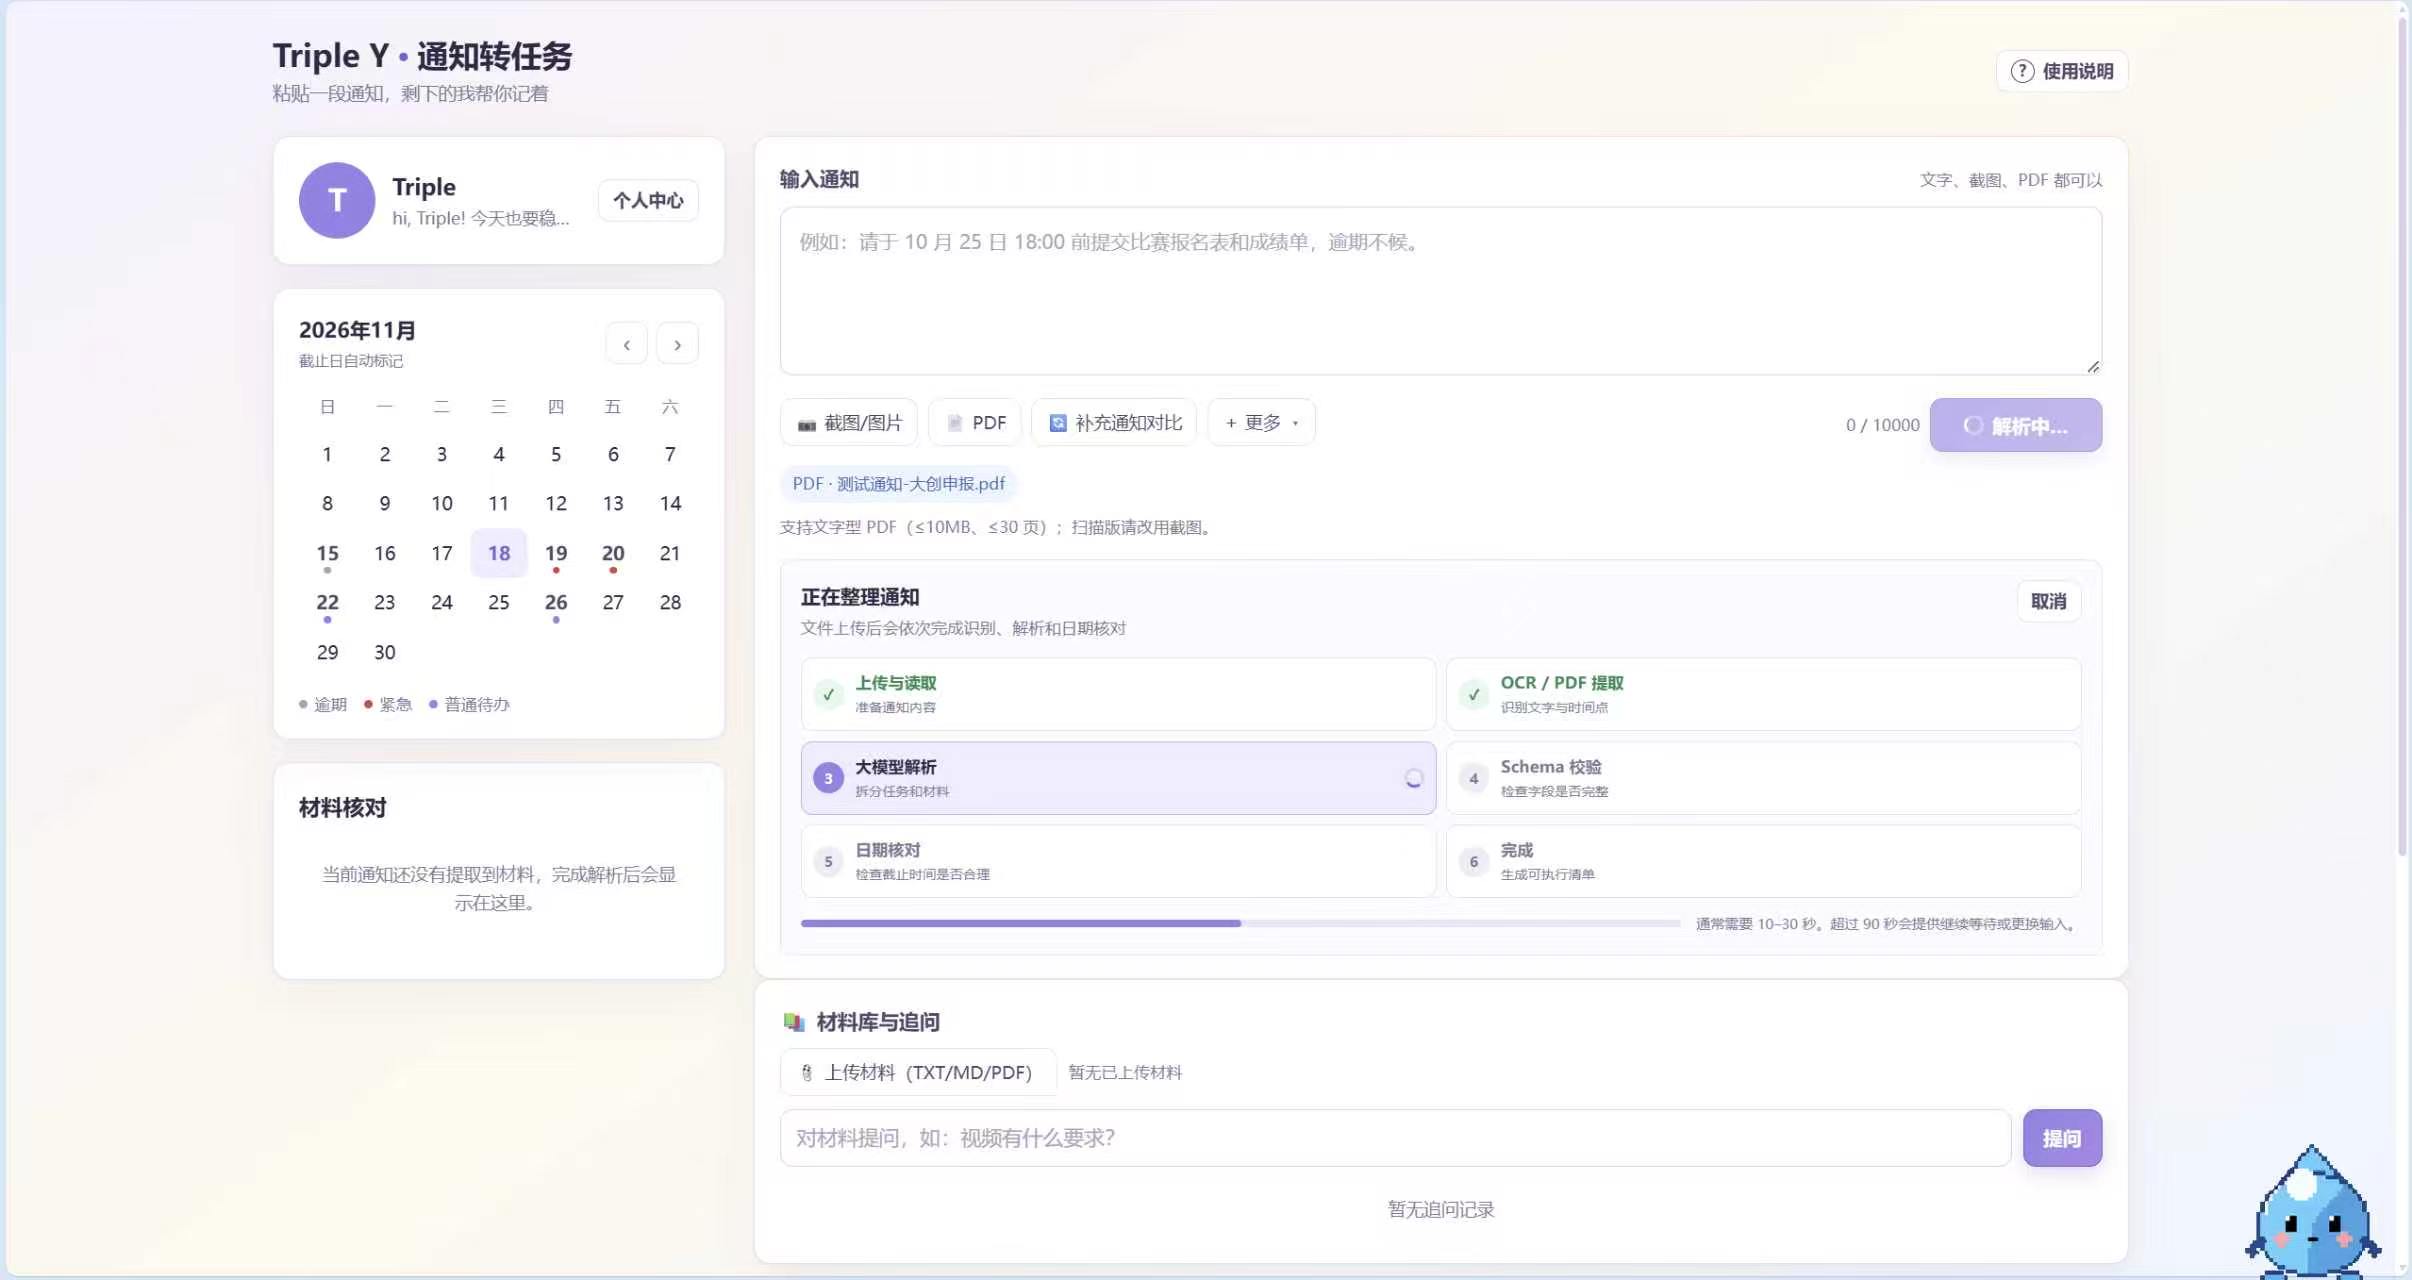 Triple Y • 通知转任务
粘贴一段通知，剩下的我帮你记着
? 使用说明
T
Triple
hi, Triple! 今天也要稳...
个人中心
2026年11月
截止日自动标记
‹ ›
日 一 二 三 四 五 六
1 2 3 4 5 6 7
8 9 10 11 12 13 14
15 16 17 18 19 20 21
22 23 24 25 26 27 28
29 30
逾期 紧急 普通待办
材料核对
当前通知还没有提取到材料，完成解析后会显
示在这里。
输入通知
文字、截图、PDF 都可以
例如：请于 10 月 25 日 18:00 前提交比赛报名表和成绩单，逾期不候。
截图/图片 PDF 补充通知对比 + 更多
0 / 10000
解析中...
PDF · 测试通知-大创申报.pdf
支持文字型 PDF（≤10MB、≤30 页）；扫描版请改用截图。
正在整理通知
取消
文件上传后会依次完成识别、解析和日期核对
✓ 上传与读取
准备通知内容
✓ OCR / PDF 提取
识别文字与时间点
3 大模型解析
拆分任务和材料
4 Schema 校验
检查字段是否完整
5 日期核对
检查截止时间是否合理
6 完成
生成可执行清单
通常需要 10–30 秒。超过 90 秒会提供继续等待或更换输入。
材料库与追问
上传材料（TXT/MD/PDF） 暂无已上传材料
对材料提问，如：视频有什么要求?
提问
暂无追问记录